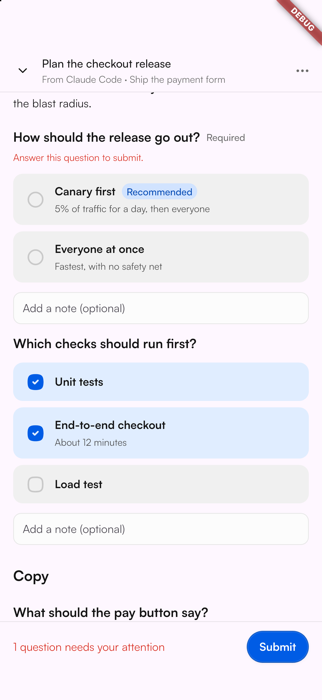 DEBUG
Plan the checkout release
From Claude Code · Ship the payment form
the blast radius.
How should the release go out? Required
Answer this question to submit.
Canary first Recommended
5% of traffic for a day, then everyone
Everyone at once
Fastest, with no safety net
Add a note (optional)
Which checks should run first?
Unit tests
End-to-end checkout
About 12 minutes
Load test
Add a note (optional)
Copy
What should the pay button say?
1 question needs your attention
Submit